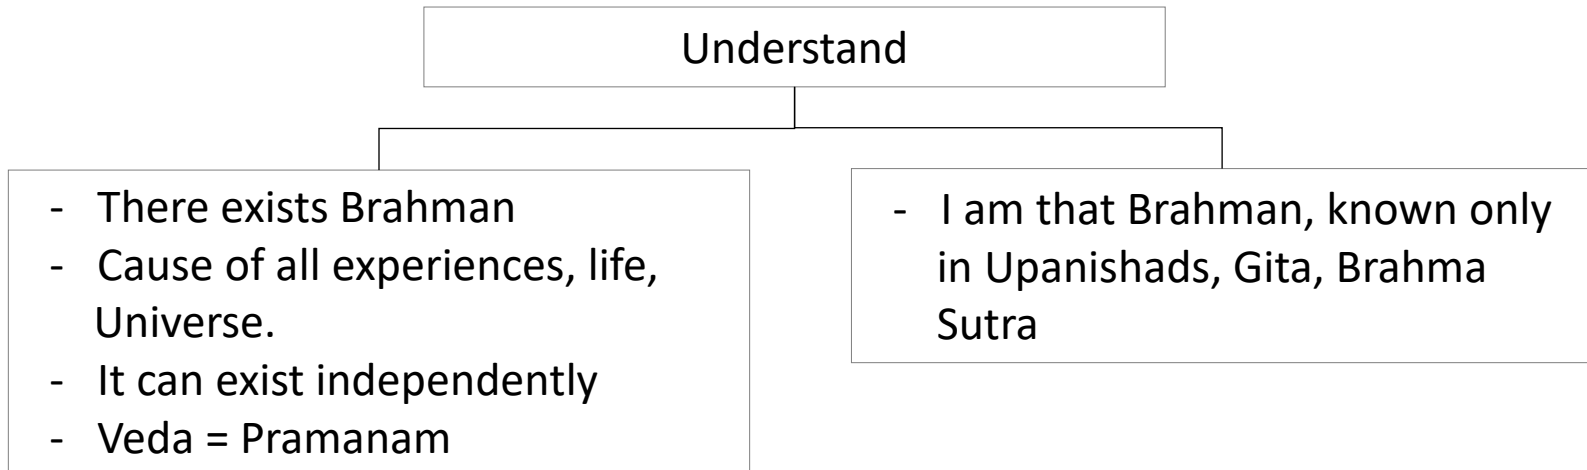 Understand
- There exists Brahman
- Cause of all experiences, life,
Universe.
- It can exist independently
- Veda = Pramanam
- I am that Brahman, known only
in Upanishads, Gita, Brahma
Sutra